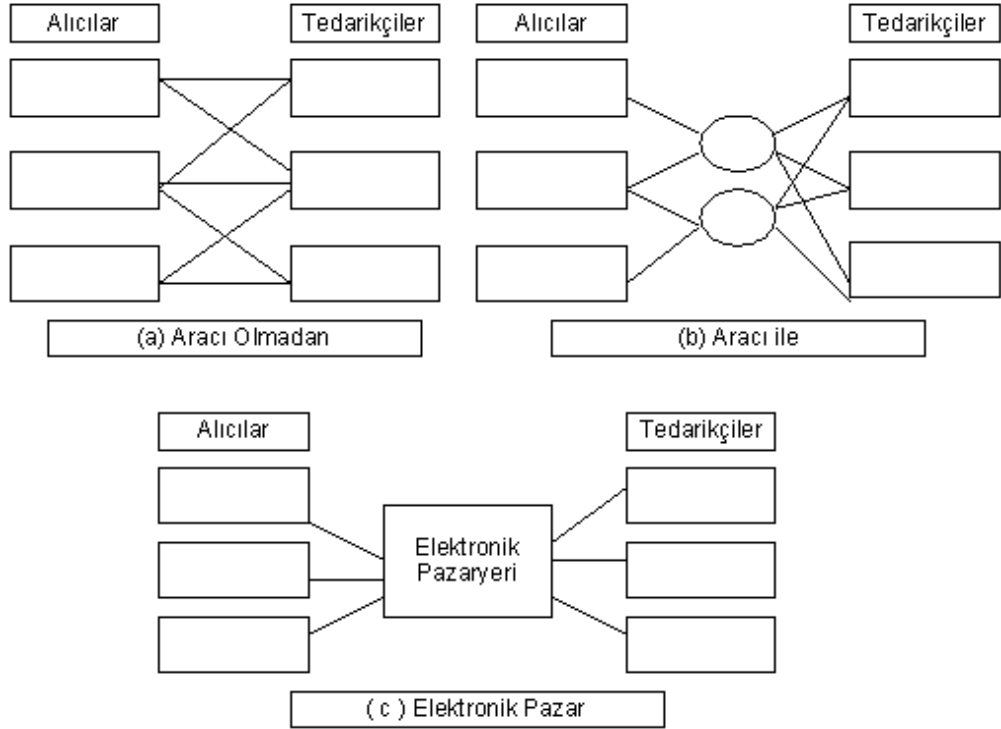 Alıcılar
Tedarikçiler
(a) Aracı Olmadan
Alıcılar
Tedarikçiler
(b) Aracı ile
Alıcılar
Tedarikçiler
Elektronik
Pazaryeri
( c ) Elektronik Pazar